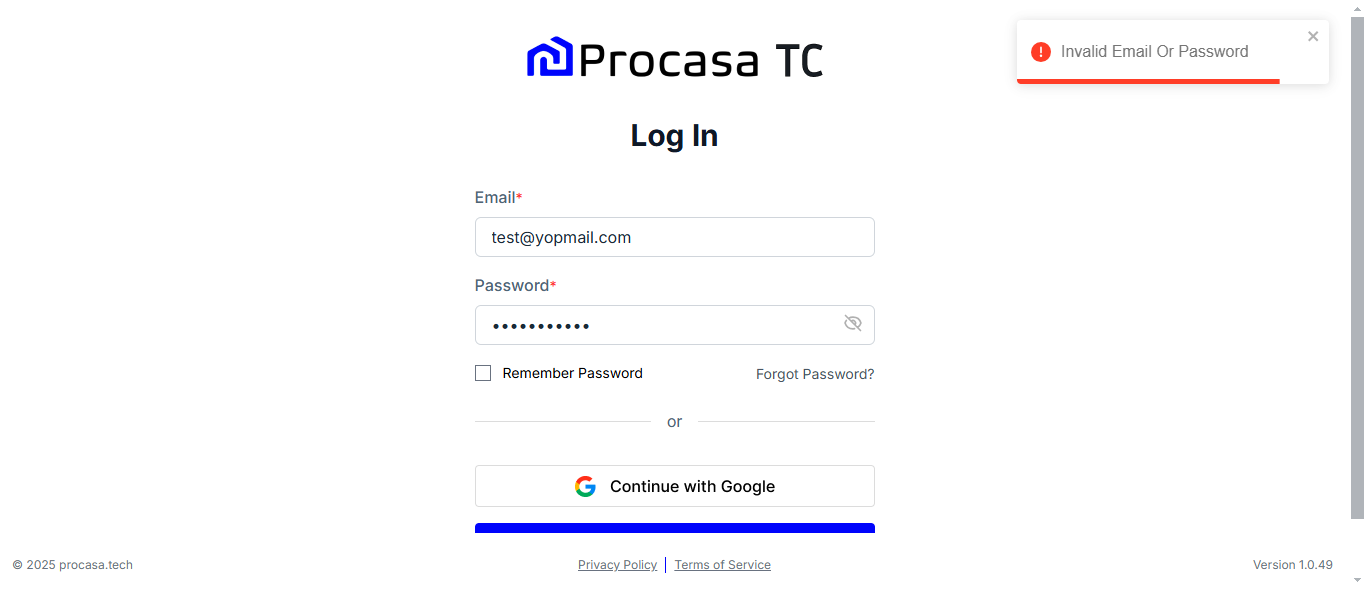 Procasa TC
Invalid Email Or Password
Log In
Email*
test@yopmail.com
Password*
•••••••••••
Remember Password
Forgot Password?
or
Continue with Google
© 2025 procasa.tech
Privacy Policy | Terms of Service
Version 1.0.49